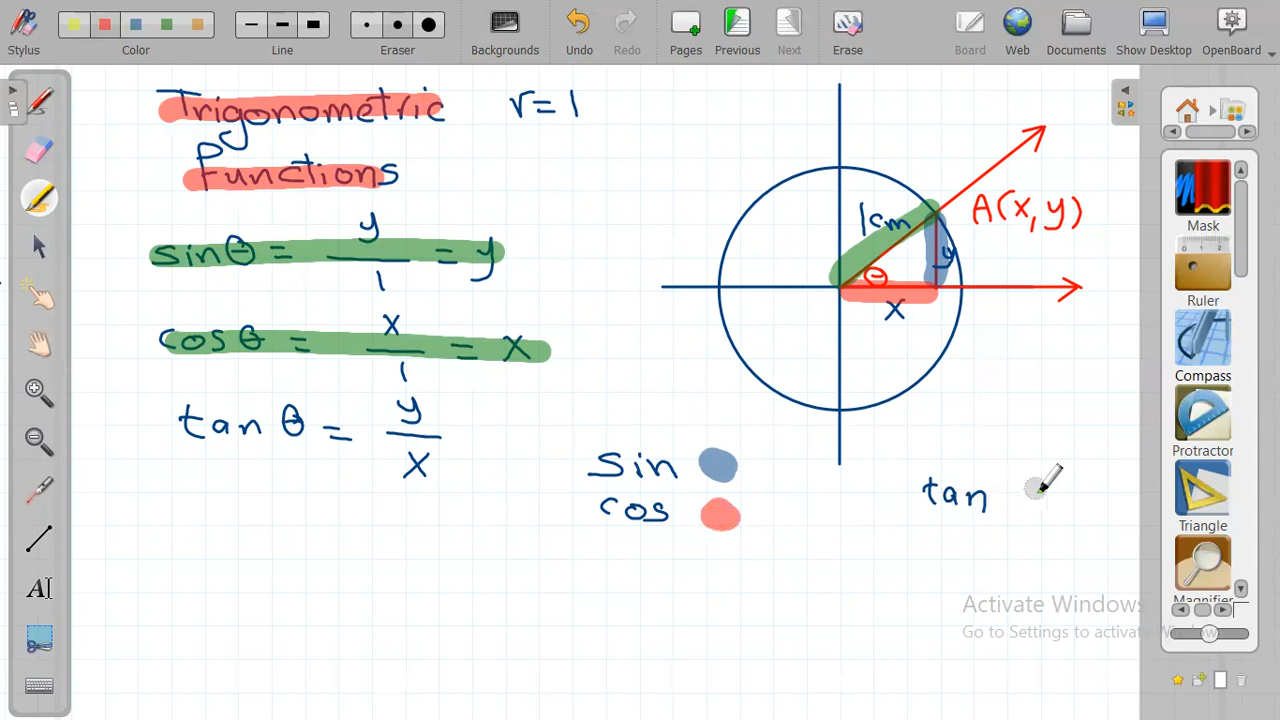 Stylus
Color
Line
Eraser
Backgrounds
Undo
Redo
Pages
Previous
Next
Erase
Board
Web
Documents
Show Desktop
OpenBoard
Trigonometric
Functions
r = 1
sinθ = y/1 = y
cosθ = x/1 = x
tanθ = y/x
1cm
A(x,y)
θ
y
x
sin
cos
tan
Mask
Ruler
Compass
Protractor
Triangle
Magnifier
Activate Windows
Go to Settings to activate Windows.